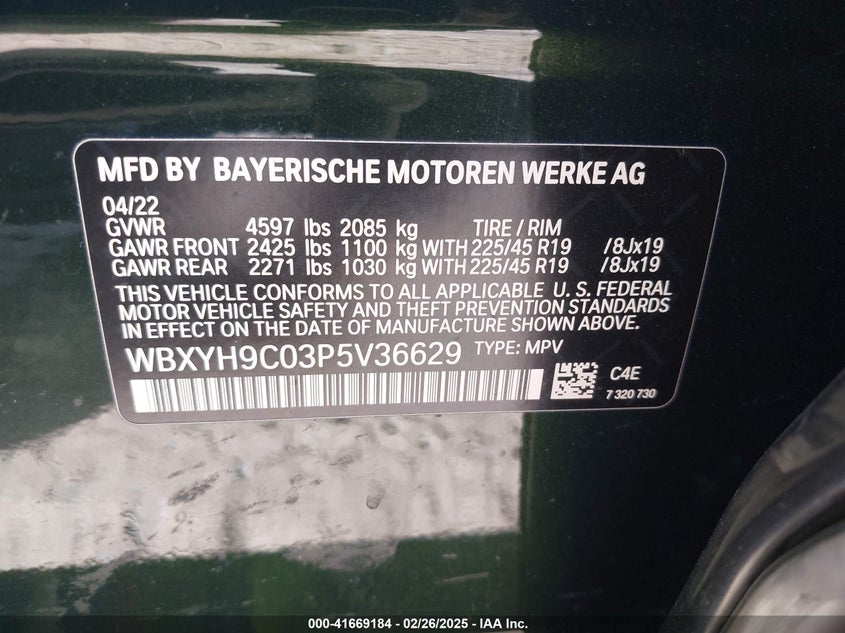 MFD BY BAYERISCHE MOTOREN WERKE AG
04/22
GVWR 4597 lbs 2085 kg TIRE / RIM
GAWR FRONT 2425 lbs 1100 kg WITH 225/45 R19 /8Jx19
GAWR REAR 2271 lbs 1030 kg WITH 225/45 R19 /8Jx19
THIS VEHICLE CONFORMS TO ALL APPLICABLE U. S. FEDERAL
MOTOR VEHICLE SAFETY AND THEFT PREVENTION STANDARDS
IN EFFECT ON THE DATE OF MANUFACTURE SHOWN ABOVE.
WBXYH9C03P5V36629 TYPE: MPV
C4E
7 320 730
000-41669184 - 02/26/2025 - IAA Inc.